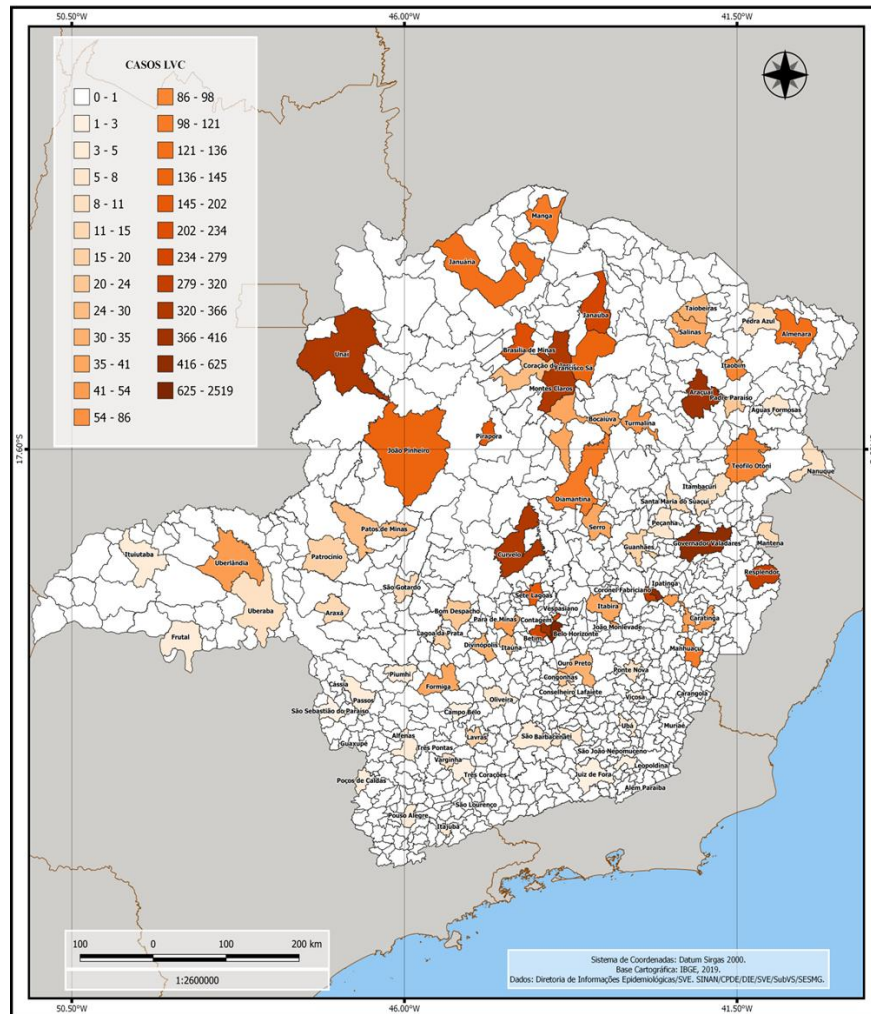 50.50°W 46.00°W 41.50°W
CASOS LVC
0 - 1
1 - 3
3 - 5
5 - 8
8 - 11
11 - 15
15 - 20
20 - 24
24 - 30
30 - 35
35 - 41
41 - 54
54 - 86
86 - 98
98 - 121
121 - 136
136 - 145
145 - 202
202 - 234
234 - 279
279 - 320
320 - 366
366 - 416
416 - 625
625 - 2519
Manga
Januária
Janaúba
Taiobeiras
Salinas
Pedra Azul
Almenara
Unaí
Brasília de Minas
Coração de
Francisco Sá
Itaobim
Montes Claros
Araçuaí
Padre Paraíso
Águas Formosas
Bocaiúva
Turmalina
Pirapora
17.60°S
João Pinheiro
Teófilo Otoni
Nanuque
Itambacuri
Diamantina
Santa Maria do Suaçuí
Patos de Minas
Serro
Peçanha
Governador Valadares
Mantena
Ituiutaba
Uberlândia
Patrocínio
Curvelo
Guanhães
Resplendor
São Gotardo
Sete Lagoas
Coronel Fabriciano
Ipatinga
Uberaba
Araxá
Bom Despacho
Vespasiano
Itabira
Pará de Minas
Contagem
João Monlevade
Caratinga
Lagoa da Prata
Betim
Belo Horizonte
Frutal
Divinópolis
Itaúna
Manhuaçu
Ouro Preto
Piumhi
Formiga
Congonhas
Ponte Nova
Cássia
Conselheiro Lafaiete
Carangola
Passos
Oliveira
Viçosa
São Sebastião do Paraíso
Campo Belo
Ubá
Muriaé
Guaxupé
Alfenas
Três Pontas
Lavras
São João Nepomuceno
Varginha
Leopoldina
Poços de Caldas
Três Corações
Juiz de Fora
Além Paraíba
São Lourenço
Pouso Alegre
Itajubá
100 0 100 200 km
1:2600000
Sistema de Coordenadas: Datum Sirgas 2000.
Base Cartográfica: IBGE, 2019.
Dados: Diretoria de Informações Epidemiológicas/SVE. SINAN/CPDE/DIE/SVE/SubVS/SESMG.
50.50°W 46.00°W 41.50°W